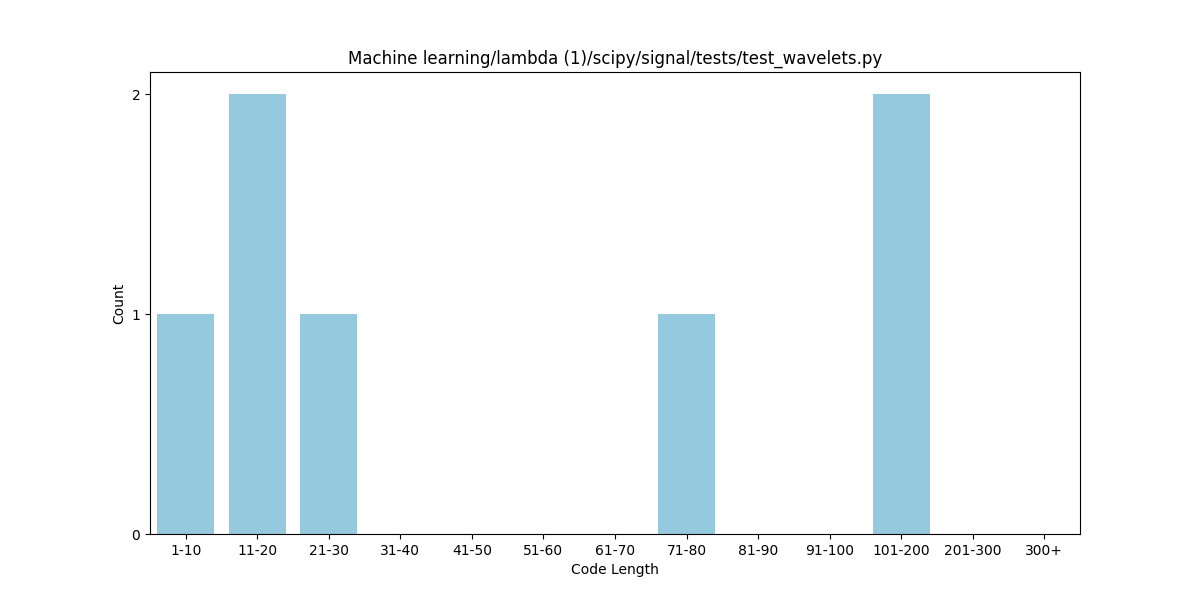 Machine learning/lambda (1)/scipy/signal/tests/test_wavelets.py
2
1
0
Count
1-10 11-20 21-30 31-40 41-50 51-60 61-70 71-80 81-90 91-100 101-200 201-300 300+
Code Length